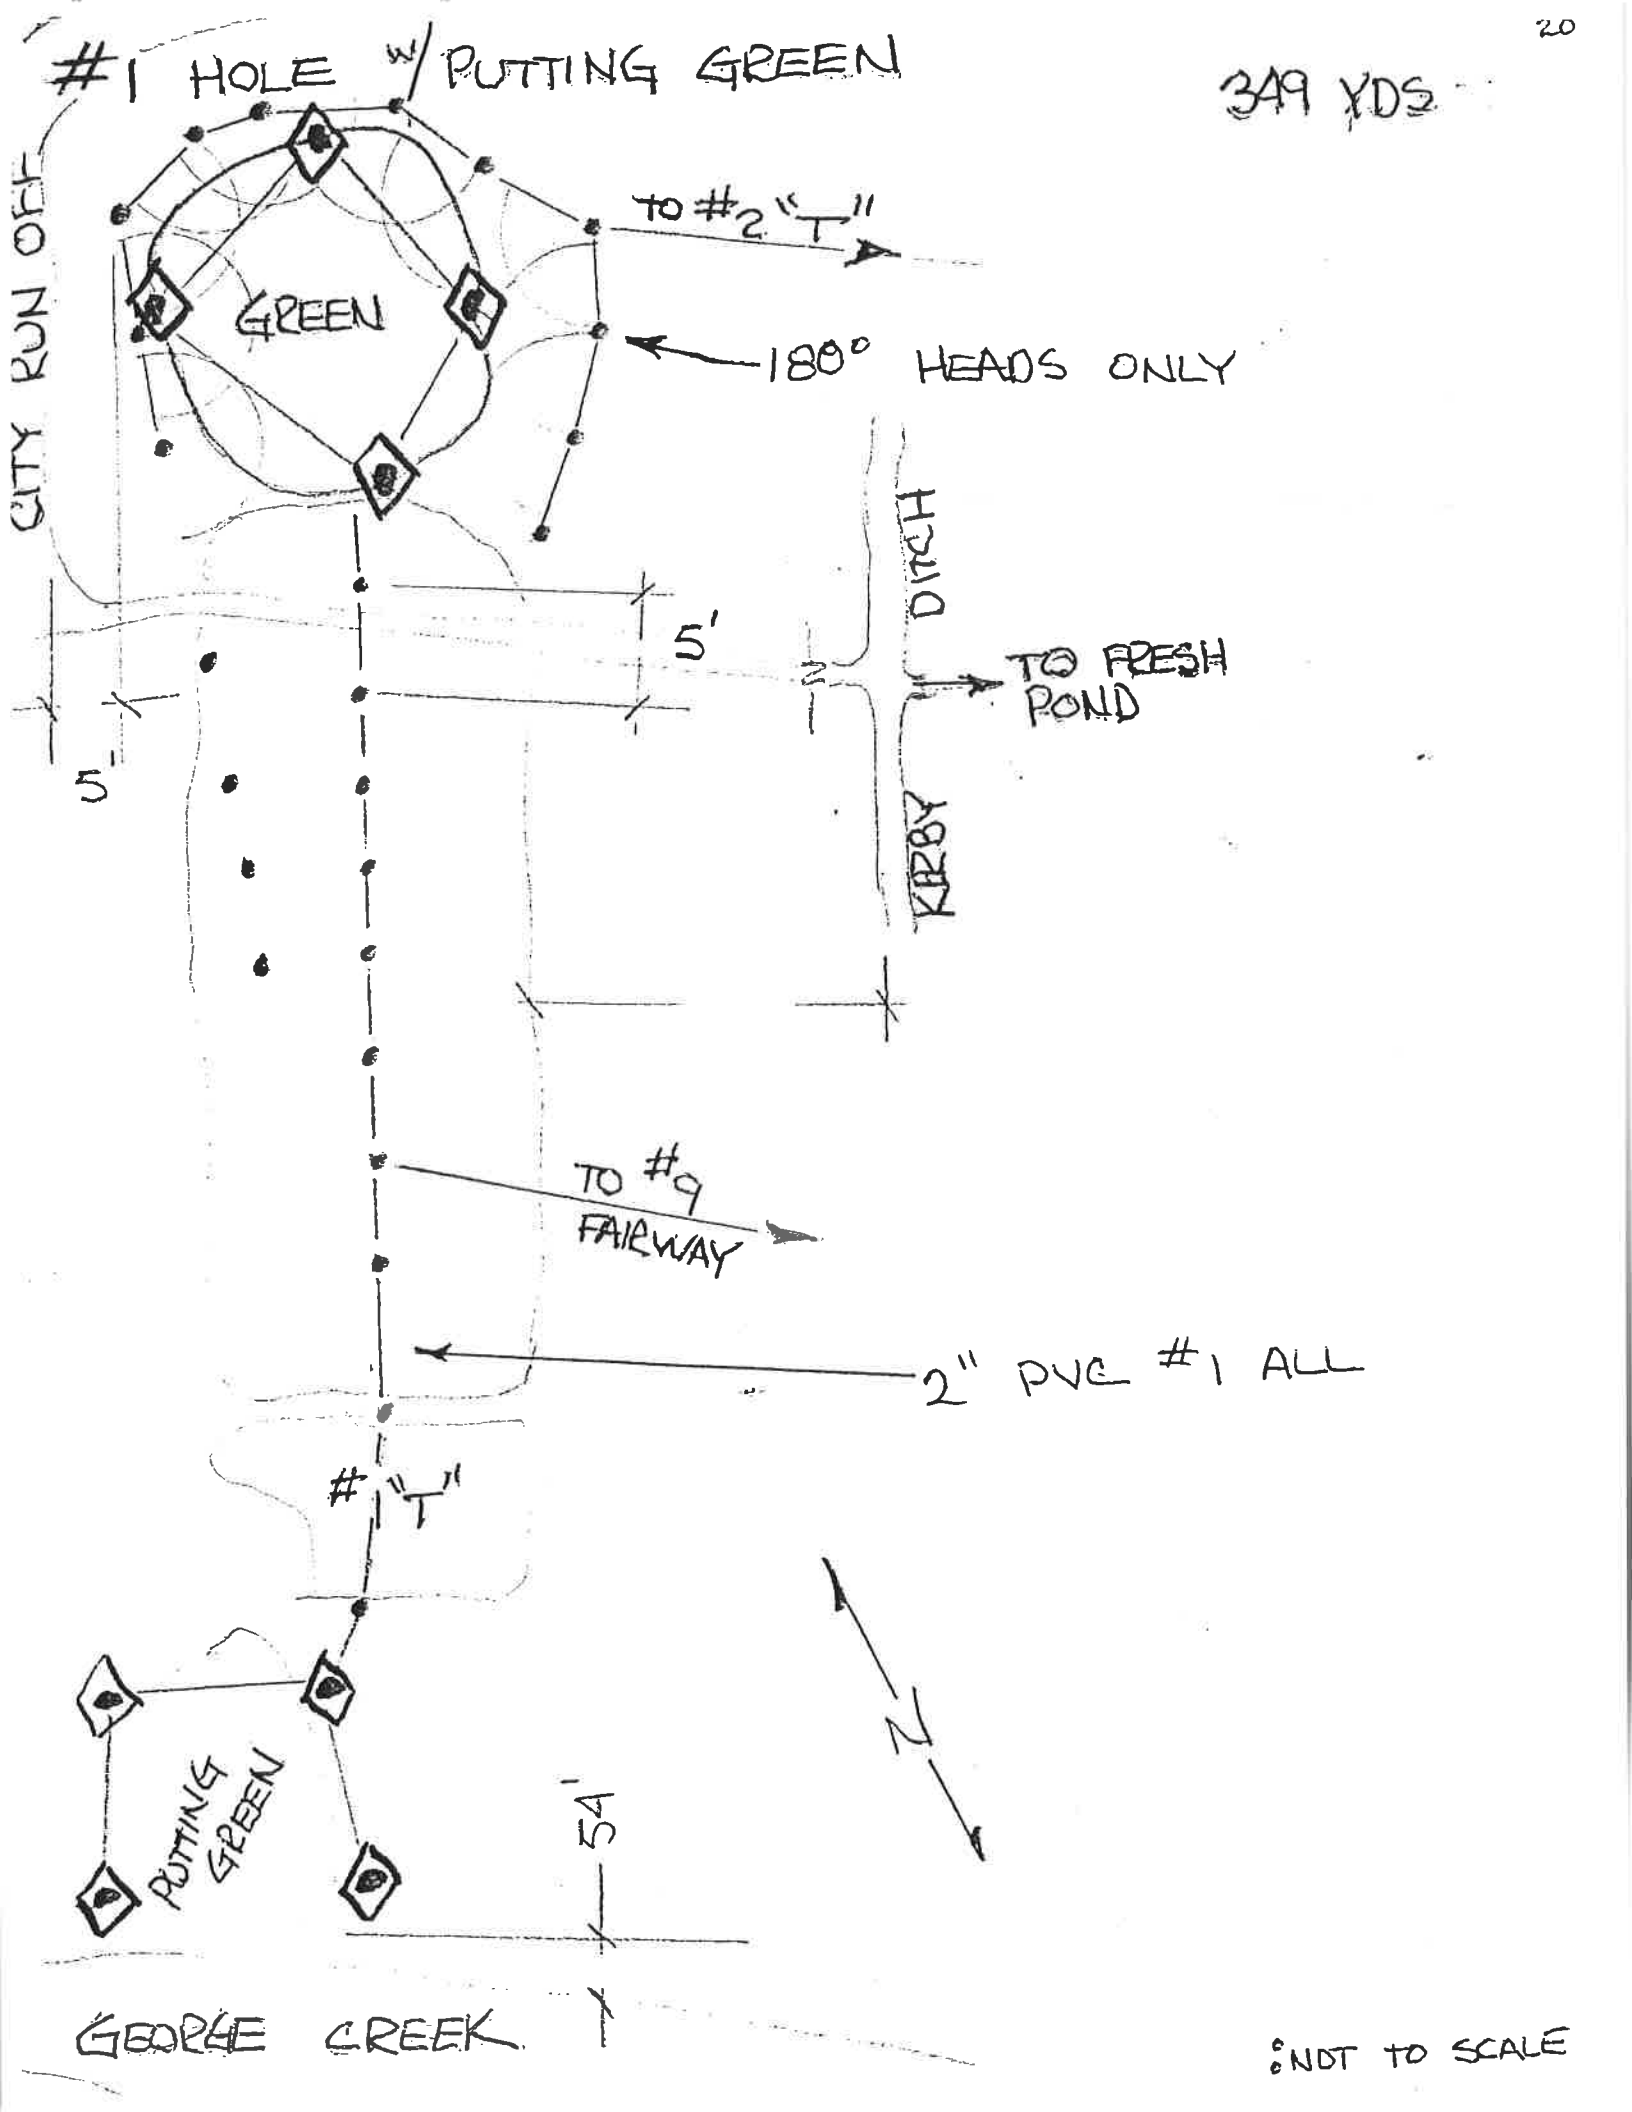 20
#1 HOLE w/ PUTTING GREEN
349 YDS
CITY RUN OFF
TO #2 "T"
GREEN
180° HEADS ONLY
DITCH
5'
TO FRESH
POND
5'
KIRBY
TO #9
FAIRWAY
2" PVC #1 ALL
#1 "T"
N
PUTTING
GREEN
54'
GEORGE CREEK
:NOT TO SCALE